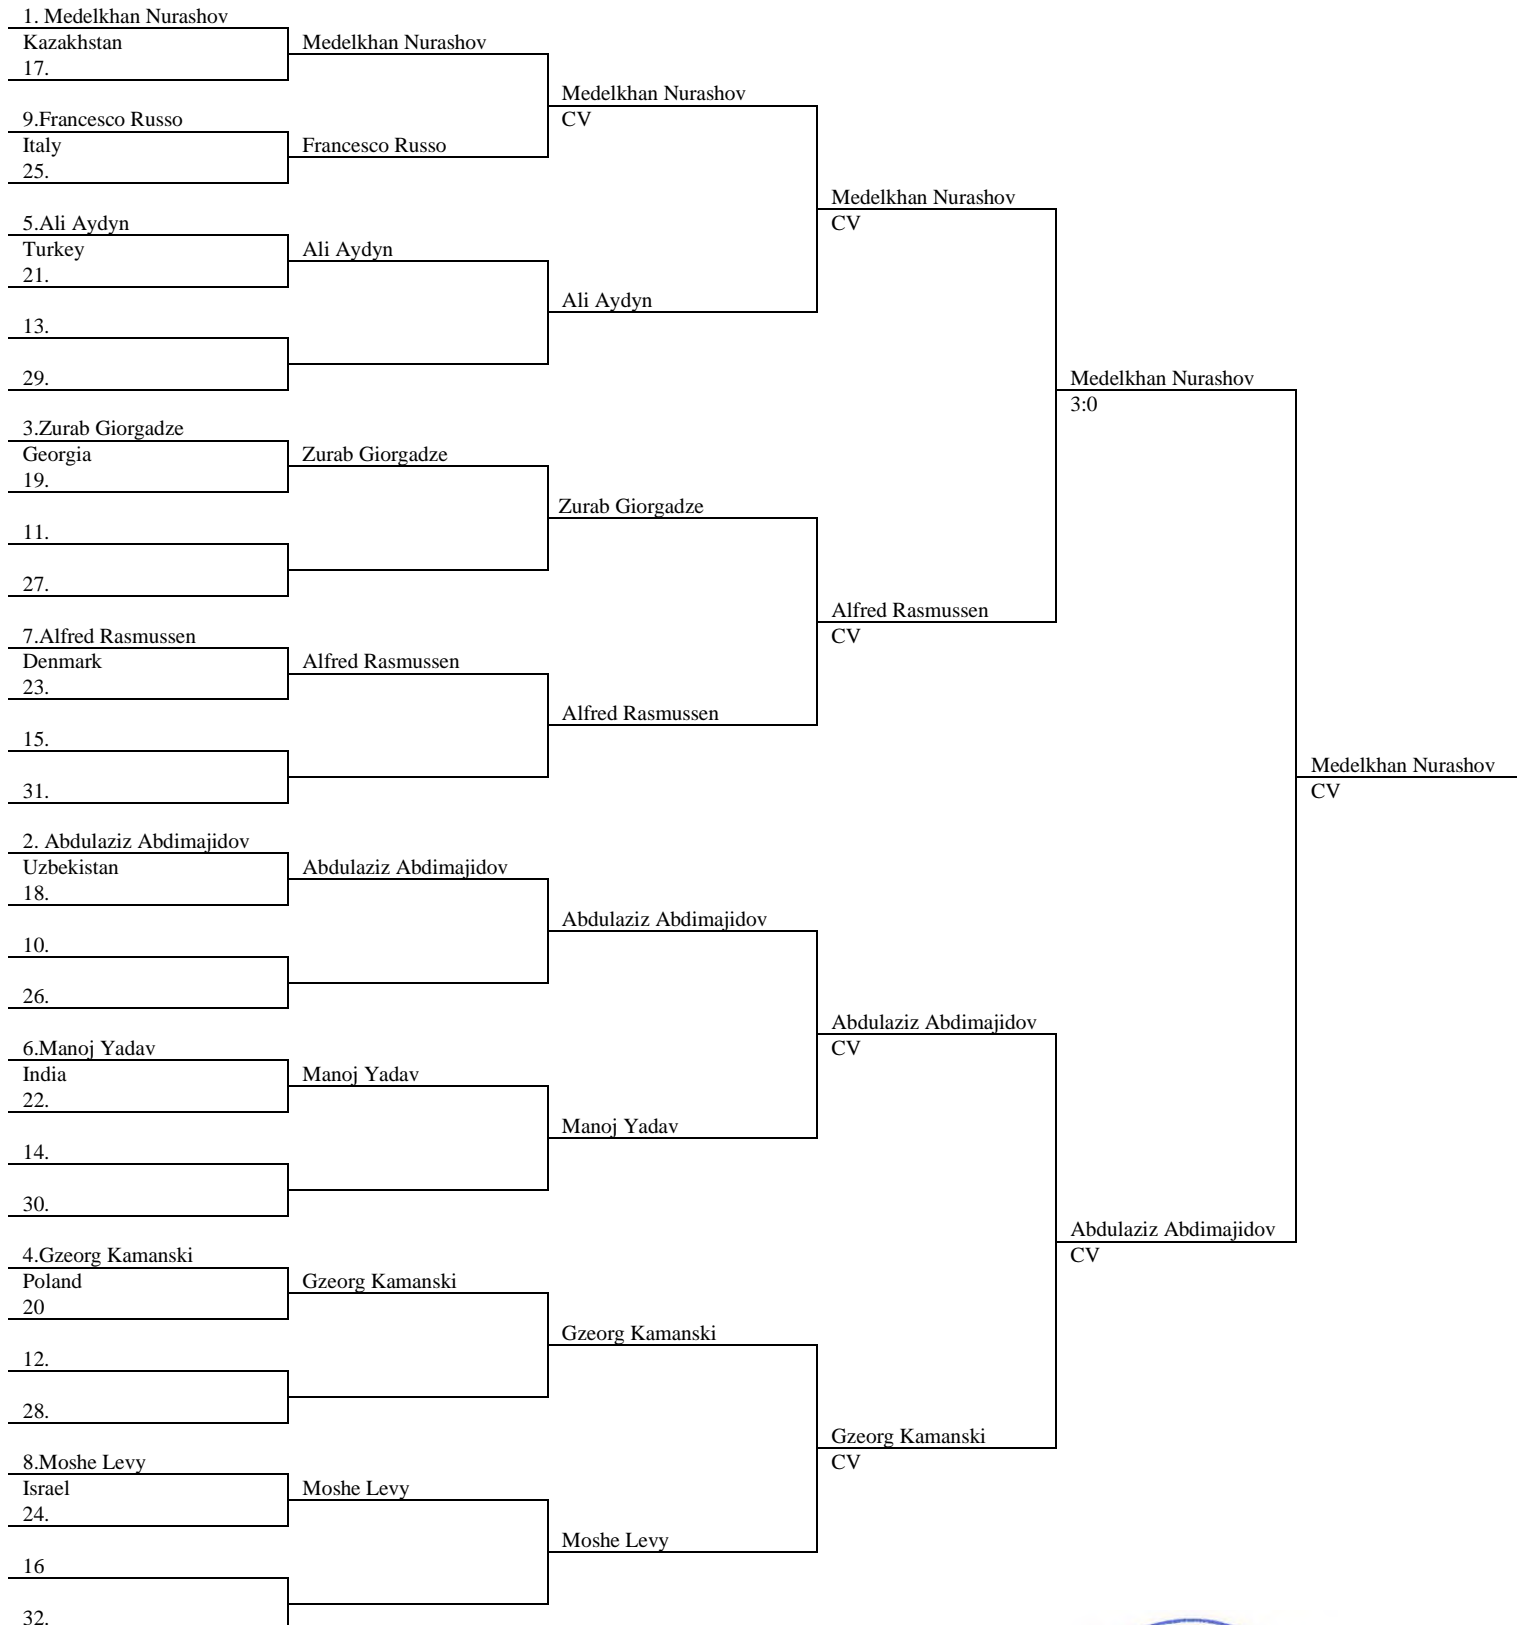 1. Medelkhan Nurashov
Kazakhstan
Medelkhan Nurashov
17.
Medelkhan Nurashov
CV
9.Francesco Russo
Italy
Francesco Russo
25.
Medelkhan Nurashov
CV
5.Ali Aydyn
Turkey
Ali Aydyn
21.
Ali Aydyn
13.
29.
Medelkhan Nurashov
3:0
3.Zurab Giorgadze
Georgia
Zurab Giorgadze
19.
Zurab Giorgadze
11.
27.
Alfred Rasmussen
CV
7.Alfred Rasmussen
Denmark
Alfred Rasmussen
23.
Alfred Rasmussen
15.
31.
Medelkhan Nurashov
CV
2. Abdulaziz Abdimajidov
Uzbekistan
Abdulaziz Abdimajidov
18.
Abdulaziz Abdimajidov
10.
26.
Abdulaziz Abdimajidov
CV
6.Manoj Yadav
India
Manoj Yadav
22.
Manoj Yadav
14.
30.
Abdulaziz Abdimajidov
CV
4.Gzeorg Kamanski
Poland
Gzeorg Kamanski
20
Gzeorg Kamanski
12.
28.
Gzeorg Kamanski
CV
8.Moshe Levy
Israel
Moshe Levy
24.
Moshe Levy
16
32.